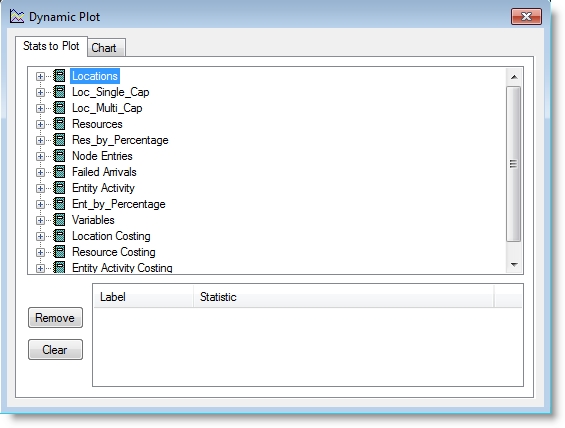 Dynamic Plot
Stats to Plot Chart
Locations
Loc_Single_Cap
Loc_Multi_Cap
Resources
Res_by_Percentage
Node Entries
Failed Arrivals
Entity Activity
Ent_by_Percentage
Variables
Location Costing
Resource Costing
Entity Activity Costing
Label Statistic
Remove
Clear